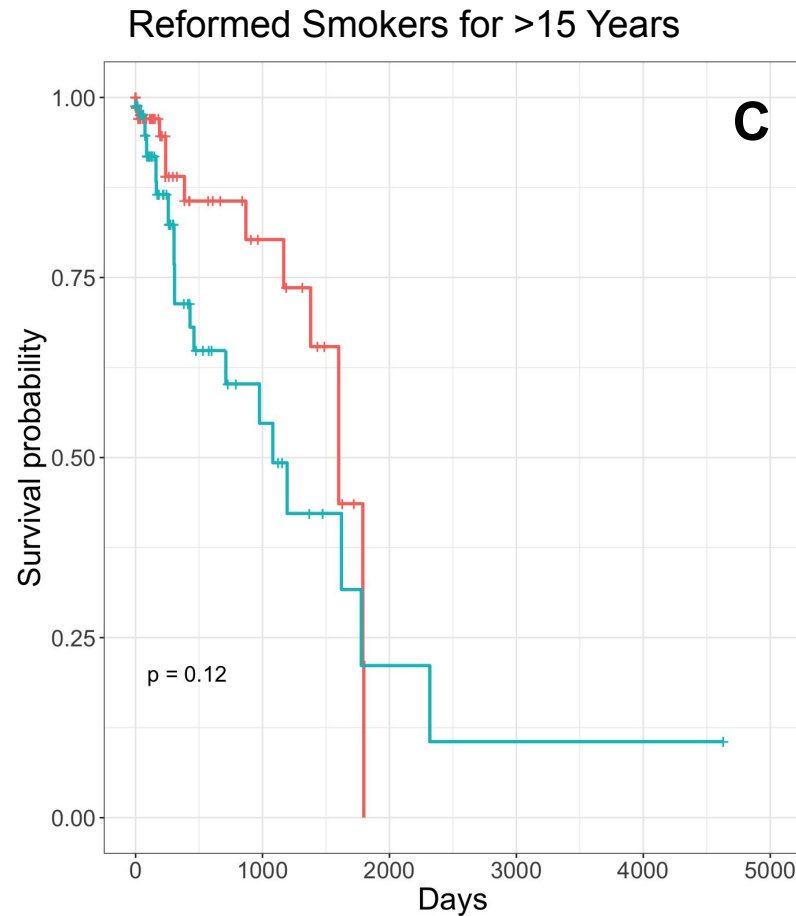 Reformed Smokers for >15 Years
C
1.00
0.75
0.50
0.25
0.00
Survival probability
p = 0.12
0 1000 2000 3000 4000 5000
Days